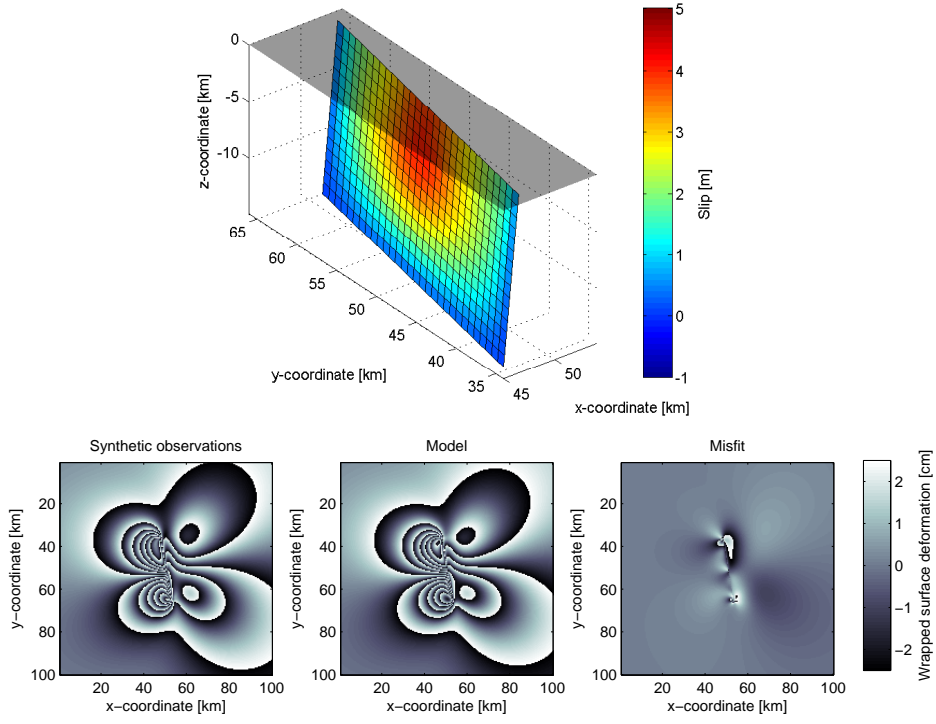 0
-5
-10
z-coordinate [km]
65
60
55
50
45
40
35
y-coordinate [km]
45
50
x-coordinate [km]
5
4
3
2
1
0
-1
Slip [m]
Synthetic observations
Model
Misfit
20
40
60
80
100
y−coordinate [km]
20 40 60 80 100
x−coordinate [km]
20
40
60
80
100
y−coordinate [km]
20 40 60 80 100
x−coordinate [km]
20
40
60
80
100
y−coordinate [km]
20 40 60 80 100
x−coordinate [km]
2
1
0
−1
−2
Wrapped surface deformation [cm]